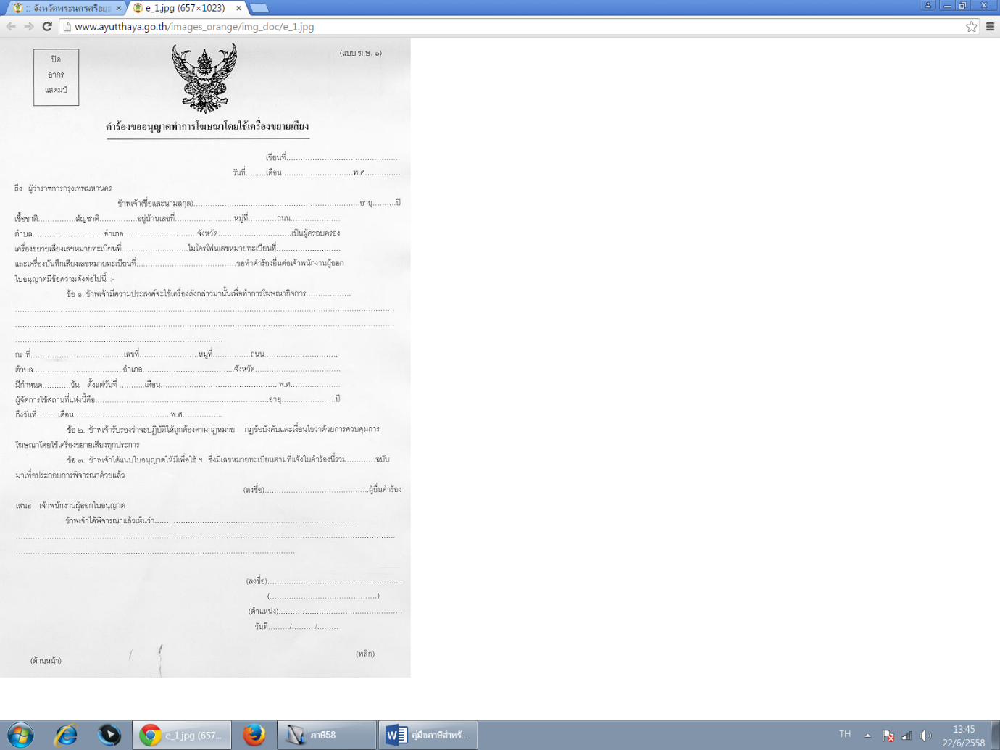 :: จังหวัดพระนครศรีอยุธ
e_1.jpg (657×1023)
www.ayutthaya.go.th/images_orange/img_doc/e_1.jpg
ปิด
อากร
แสตมป์
(แบบ ฆ.ษ. ๑)
คำร้องขออนุญาตทำการโฆษณาโดยใช้เครื่องขยายเสียง
เขียนที่................................................
วันที่.........เดือน..............................พ.ศ...............
ถึง ผู้ว่าราชการกรุงเทพมหานคร
ข้าพเจ้า(ชื่อและนามสกุล)......................................................................อายุ..........ปี
เชื้อชาติ................สัญชาติ................อยู่บ้านเลขที่.........................หมู่ที่............ถนน.....................
ตำบล..............................อำเภอ...............................จังหวัด...............................เป็นผู้ครอบครอง
เครื่องขยายเสียงเลขหมายทะเบียนที่............................ไมโครโฟนเลขหมายทะเบียนที่...........................
และเครื่องบันทึกเสียงเลขหมายทะเบียนที่..........................................ขอทำคำร้องยื่นต่อเจ้าพนักงานผู้ออก
ใบอนุญาตมีข้อความดังต่อไปนี้ :-
ข้อ ๑. ข้าพเจ้ามีความประสงค์จะใช้เครื่องดังกล่าวมานั้นเพื่อทำการโฆษณากิจการ...................
................................................................................................................................................................
................................................................................................................................................................
.......................................................................................
ณ ที่.......................................เลขที่.........................หมู่ที่................ถนน...............................
ตำบล......................................อำเภอ......................................จังหวัด....................................
มีกำหนด............วัน ตั้งแต่วันที่ ...........เดือน..................................................พ.ศ.....................
ผู้จัดการใช้สถานที่แห่งนี้คือ.........................................................................อายุ.......................ปี
ถึงวันที่.........เดือน.........................................พ.ศ.................
ข้อ ๒. ข้าพเจ้ารับรองว่าจะปฏิบัติให้ถูกต้องตามกฎหมาย กฎข้อบังคับและเงื่อนไขว่าด้วยการควบคุมการ
โฆษณาโดยใช้เครื่องขยายเสียงทุกประการ
ข้อ ๓. ข้าพเจ้าได้แนบใบอนุญาตให้มีเพื่อใช้ ฯ ซึ่งมีเลขหมายทะเบียนตามที่แจ้งในคำร้องนี้รวม............ฉบับ
มาเพื่อประกอบการพิจารณาด้วยแล้ว
(ลงชื่อ)...........................................ผู้ยื่นคำร้อง
เสนอ เจ้าพนักงานผู้ออกใบอนุญาต
ข้าพเจ้าได้พิจารณาแล้วเห็นว่า....................................................................................
................................................................................................................................................................
.....................................................................................................................
(ลงชื่อ)........................................................
(.............................................)
(ตำแหน่ง)....................................................
วันที่........./........../.........
(พลิก)
(ด้านหน้า)
e_1.jpg (657...
ภาษี58
คู่มือภาษีสำหรั...
TH
13:45
22/6/2558